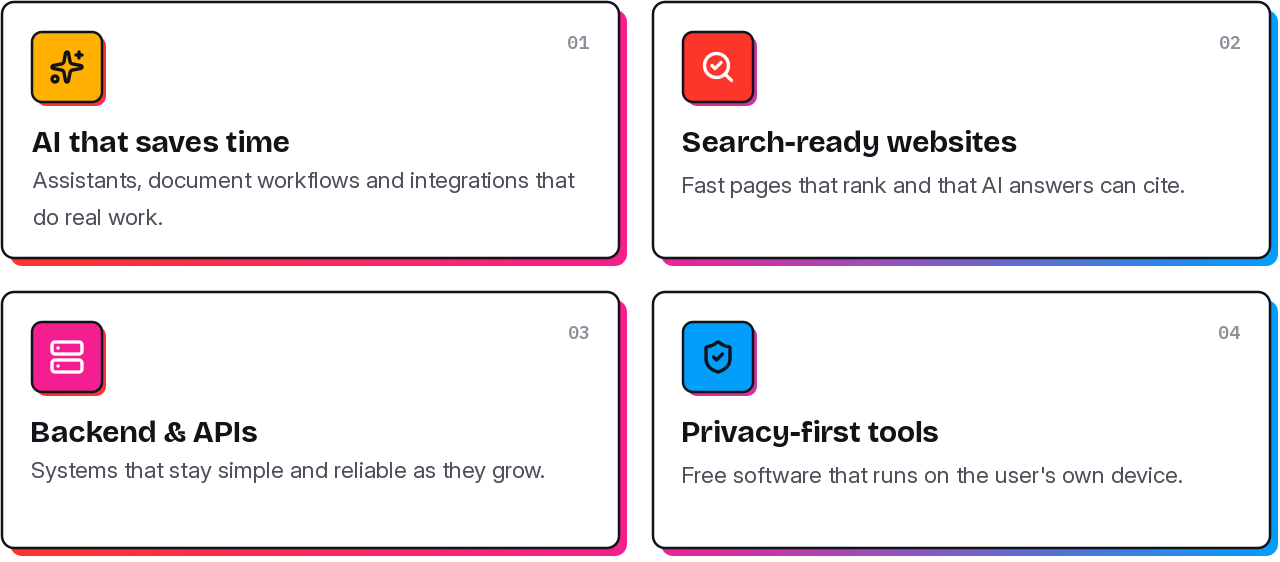 01
AI that saves time
Assistants, document workflows and integrations that
do real work.
02
Search-ready websites
Fast pages that rank and that AI answers can cite.
03
Backend & APIs
Systems that stay simple and reliable as they grow.
04
Privacy-first tools
Free software that runs on the user's own device.